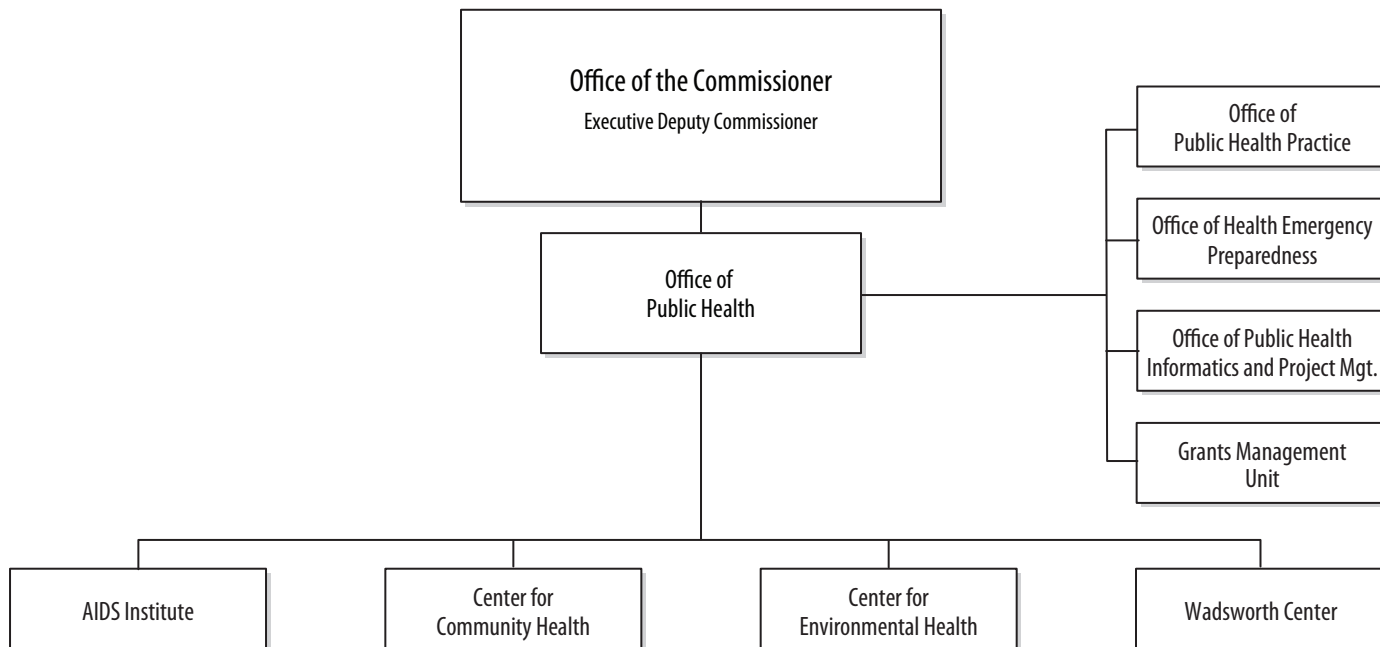 Office of the Commissioner
Executive Deputy Commissioner
Office of
Public Health
Office of
Public Health Practice
Office of Health Emergency
Preparedness
Office of Public Health
Informatics and Project Mgt.
Grants Management
Unit
AIDS Institute
Center for
Community Health
Center for
Environmental Health
Wadsworth Center